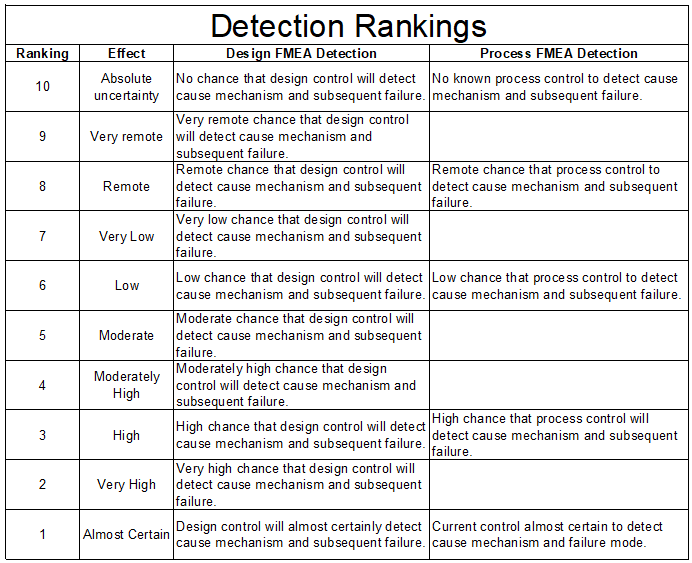 Detection Rankings
Ranking Effect Design FMEA Detection Process FMEA Detection
10
Absolute
uncertainty
No chance that design control will detect
cause mechanism and subsequent failure.
No known process control to detect cause
mechanism and subsequent failure.
9
Very remote
Very remote chance that design control
will detect cause mechanism and
subsequent failure.
8
Remote
Remote chance that design control will
detect cause mechanism and subsequent
failure.
Remote chance that process control to
detect cause mechanism and subsequent
failure.
7
Very Low
Very low chance that design control will
detect cause mechanism and subsequent
failure.
6
Low
Low chance that design control will detect
cause mechanism and subsequent failure.
Low chance that process control to detect
cause mechanism and subsequent failure.
5
Moderate
Moderate chance that design control will
detect cause mechanism and subsequent
failure.
4
Moderately
High
Moderately high chance that design
control will detect cause mechanism and
subsequent failure.
3
High
High chance that design control will detect
cause mechanism and subsequent failure.
High chance that process control will
detect cause mechanism and subsequent
failure.
2
Very High
Very high chance that design control will
detect cause mechanism and subsequent
failure.
1
Almost Certain
Design control will almost certainly detect
cause mechanism and subsequent failure.
Current control almost certain to detect
cause mechanism and failure mode.